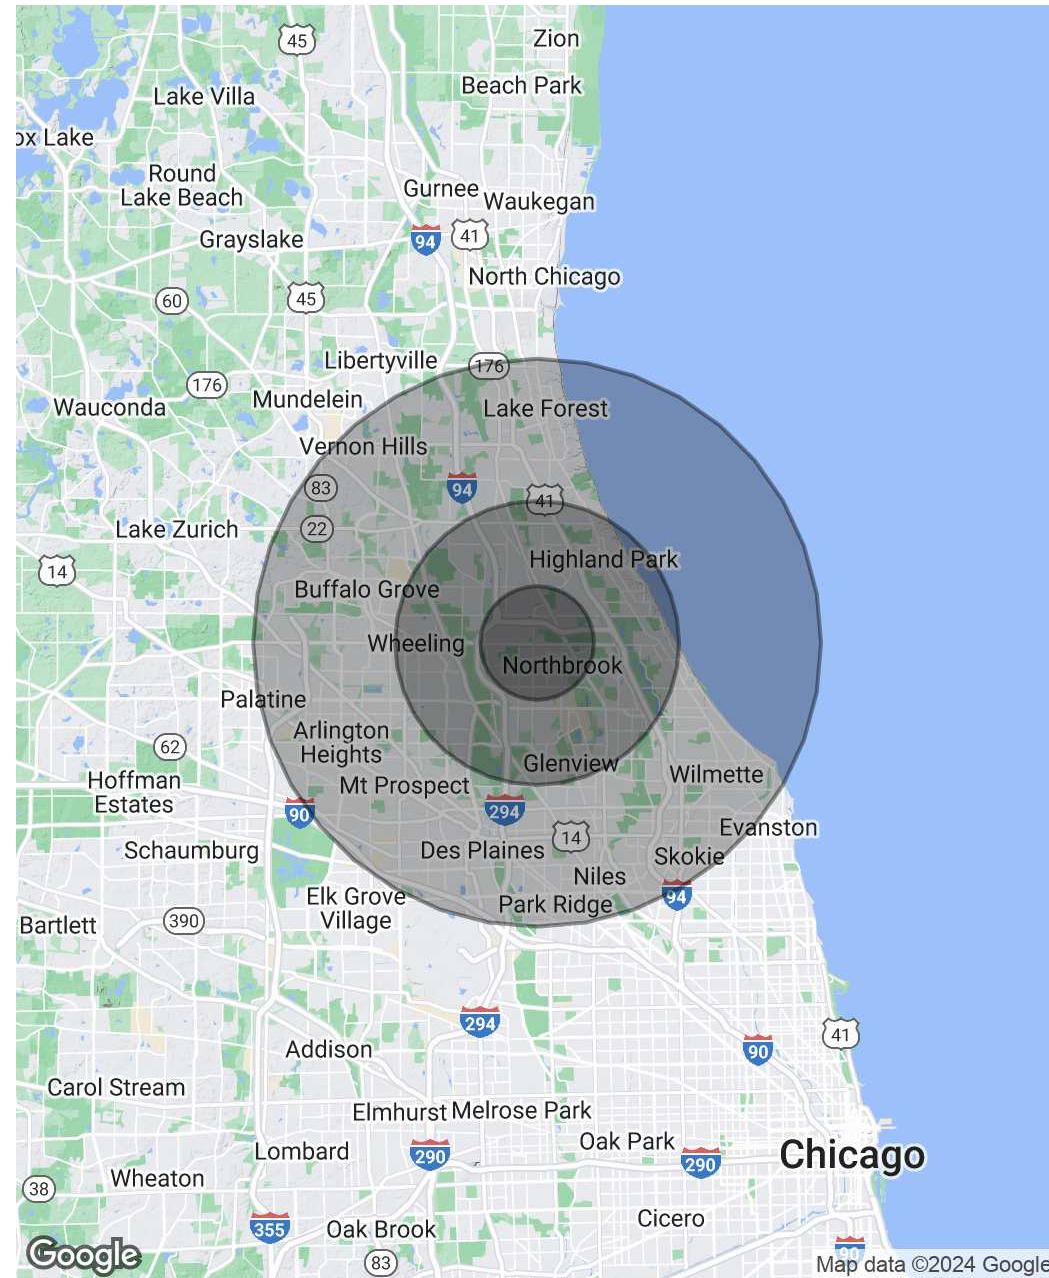 45
Zion
Beach Park
Lake Villa
ox Lake
Round
Lake Beach
Gurnee
Waukegan
Grayslake
94
41
North Chicago
60
45
Libertyville
176
176
Mundelein
Wauconda
Lake Forest
Vernon Hills
83
94
41
Lake Zurich
22
14
Highland Park
Buffalo Grove
Wheeling
Northbrook
Palatine
Arlington
Heights
62
Glenview
Wilmette
Hoffman
Estates
Mt Prospect
90
294
14
Evanston
Schaumburg
Des Plaines
Skokie
Niles
94
Elk Grove
Village
Park Ridge
Bartlett
390
294
41
90
Addison
Carol Stream
Elmhurst
Melrose Park
Oak Park
Lombard
290
290
Chicago
Wheaton
38
355
Oak Brook
Cicero
90
83
Google
Map data ©2024 Google